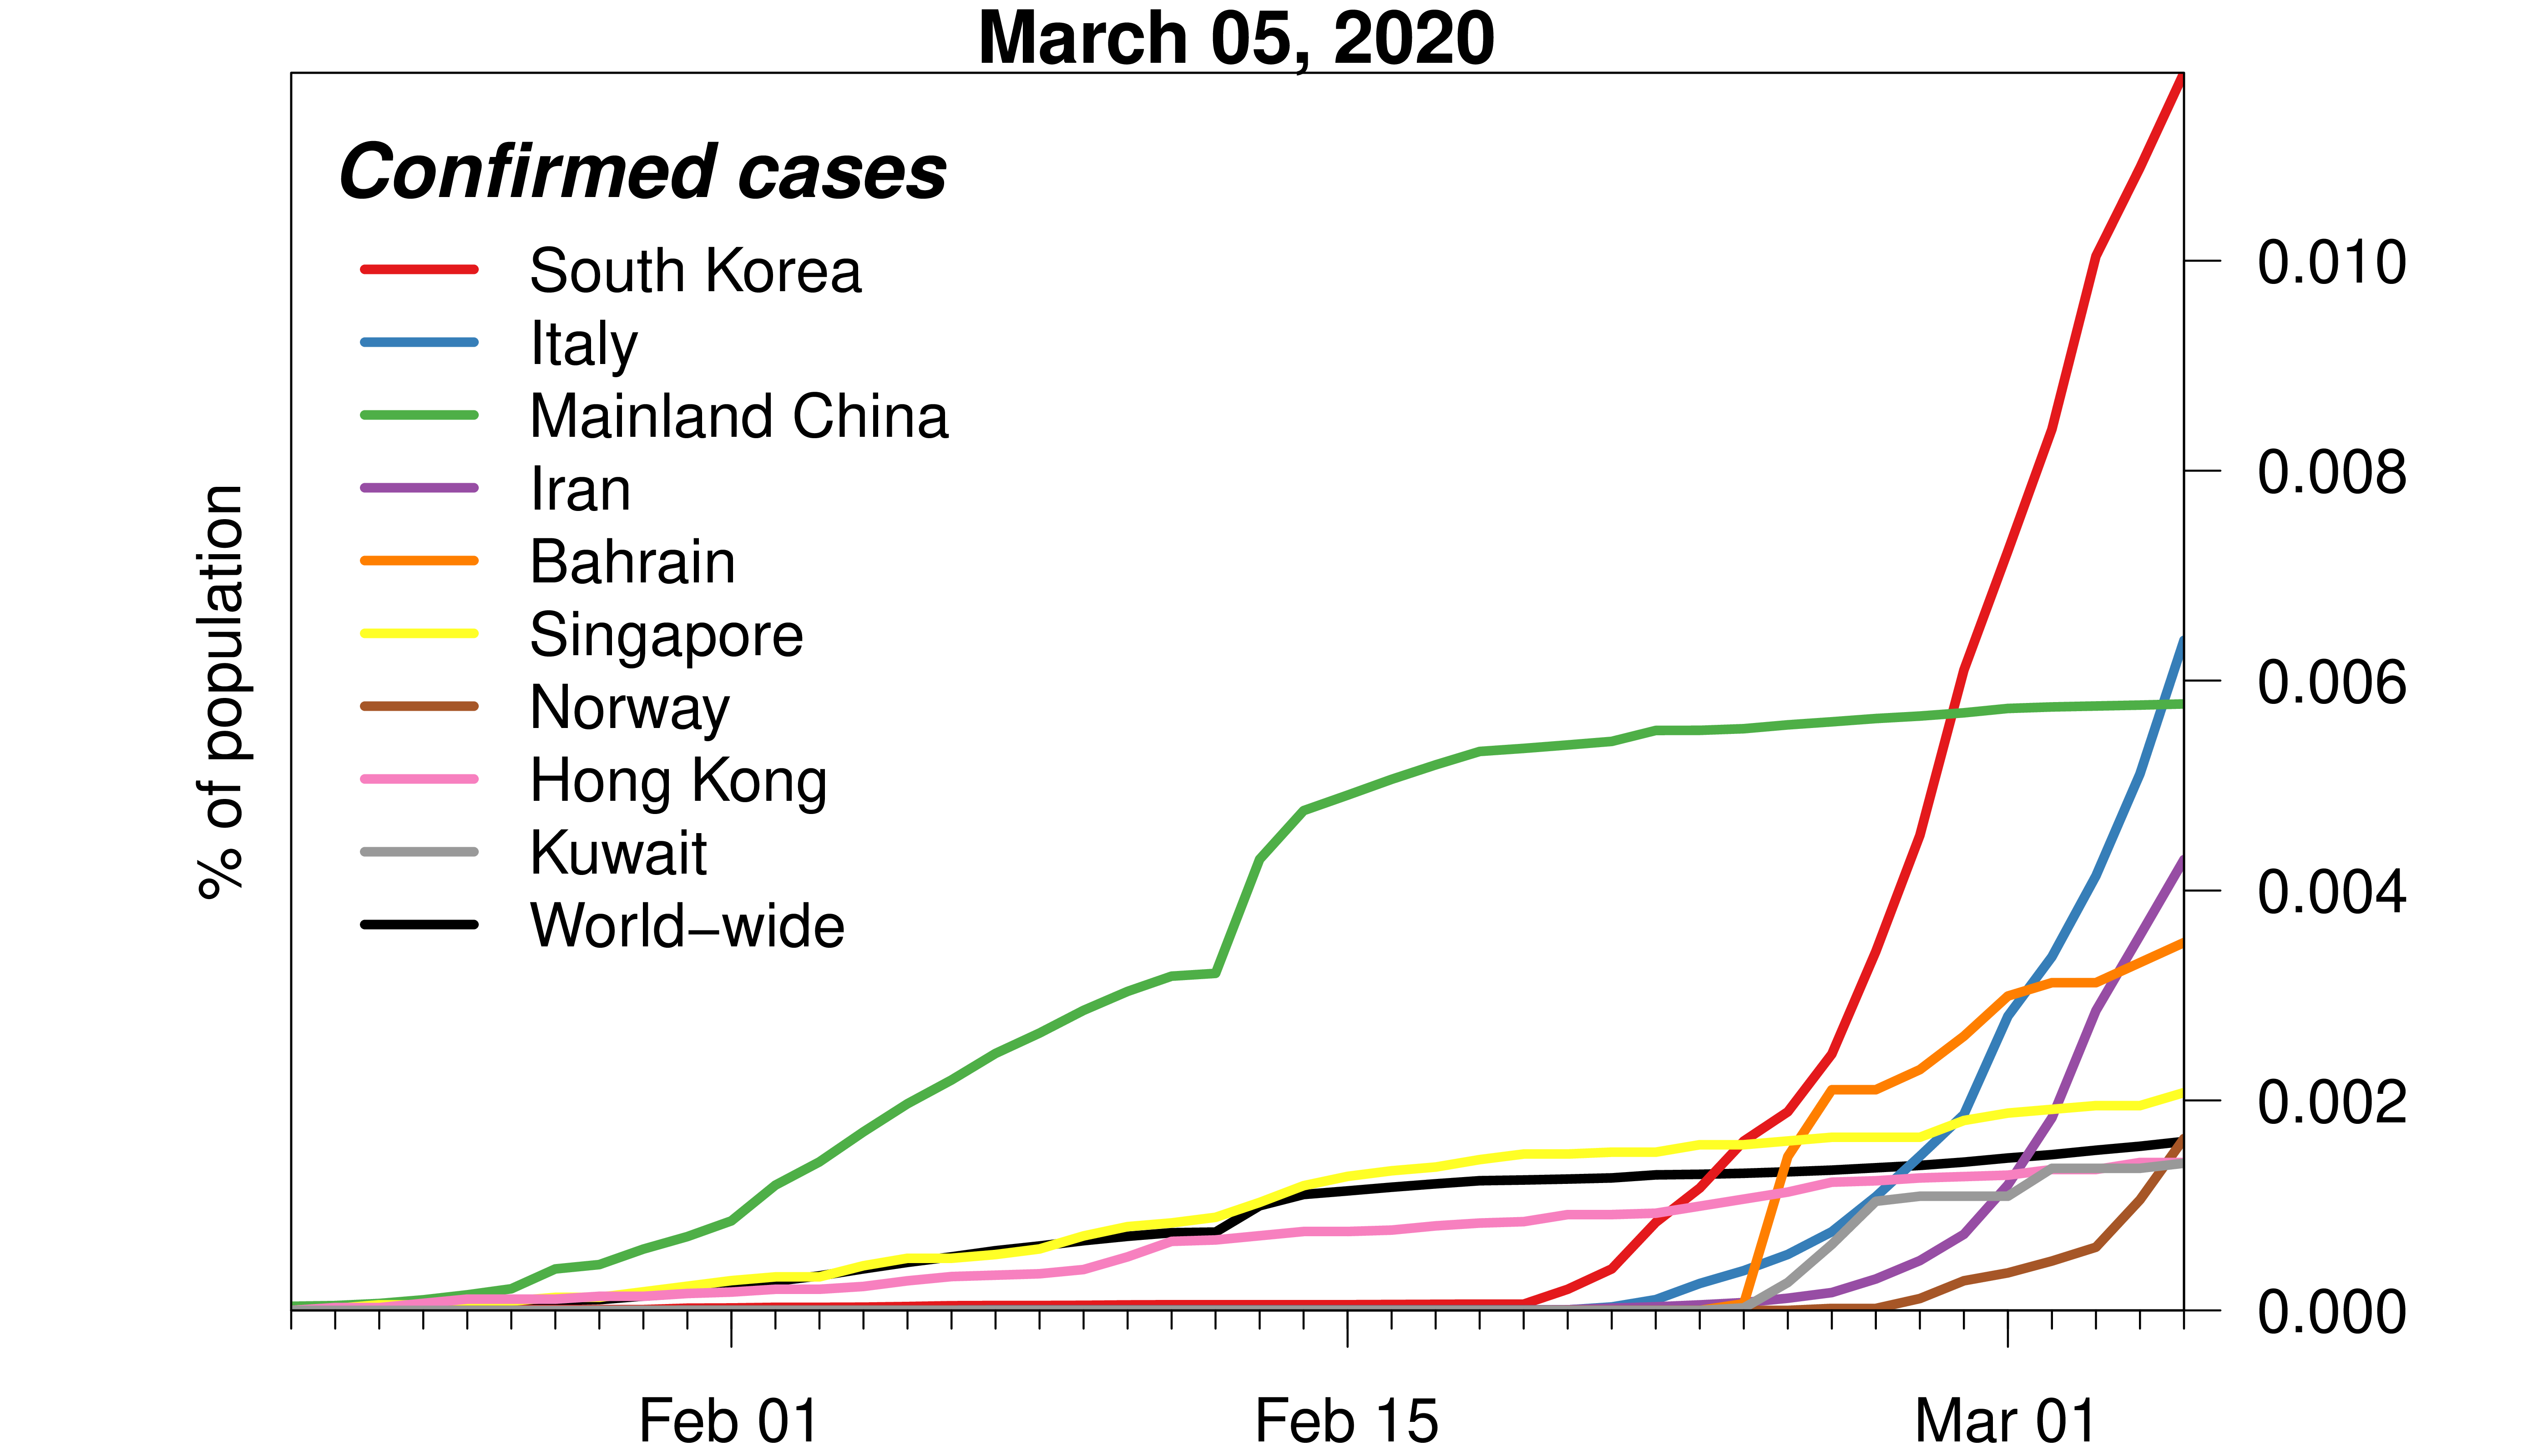 March 05, 2020
Confirmed cases
South Korea
Italy
Mainland China
Iran
Bahrain
Singapore
Norway
Hong Kong
Kuwait
World−wide
% of population
0.010
0.008
0.006
0.004
0.002
0.000
Feb 01
Feb 15
Mar 01